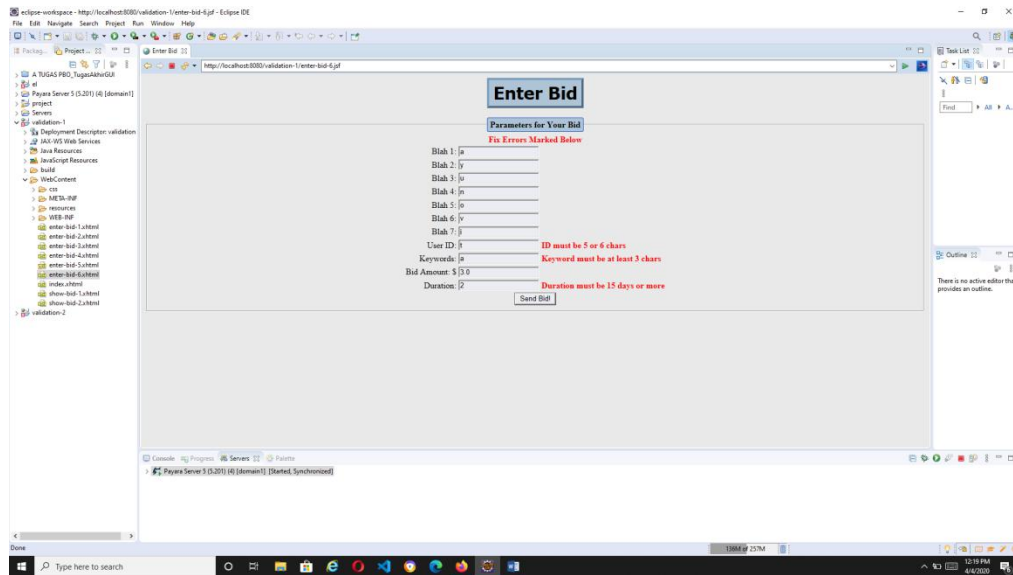 eclipse-workspace - http://localhost:8080/validation-1/enter-bid-6.jsf - Eclipse IDE
File Edit Navigate Search Project Run Window Help
Packag... Project ...
A TUGAS PBO_TugasAkhirGUI
el
Payara Server 5 (5.201) (4) [domain1]
project
Servers
validation-1
Deployment Descriptor: validation
JAX-WS Web Services
Java Resources
JavaScript Resources
build
WebContent
css
META-INF
resources
WEB-INF
enter-bid-1.xhtml
enter-bid-2.xhtml
enter-bid-3.xhtml
enter-bid-4.xhtml
enter-bid-5.xhtml
enter-bid-6.xhtml
index.xhtml
show-bid-1.xhtml
show-bid-2.xhtml
validation-2
Enter Bid
http://localhost:8080/validation-1/enter-bid-6.jsf
Enter Bid
Parameters for Your Bid
Fix Errors Marked Below
Blah 1: a
Blah 2: y
Blah 3: u
Blah 4: n
Blah 5: o
Blah 6: v
Blah 7: i
User ID: t ID must be 5 or 6 chars
Keywords: a Keyword must be at least 3 chars
Bid Amount: $ 3.0
Duration: 2 Duration must be 15 days or more
Send Bid!
Task List
Find All A...
Outline
There is no active editor tha
provides an outline.
Console Progress Servers Palette
Payara Server 5 (5.201) (4) [domain1] [Started, Synchronized]
Done
136M of 257M
Type here to search
12:19 PM
4/4/2020